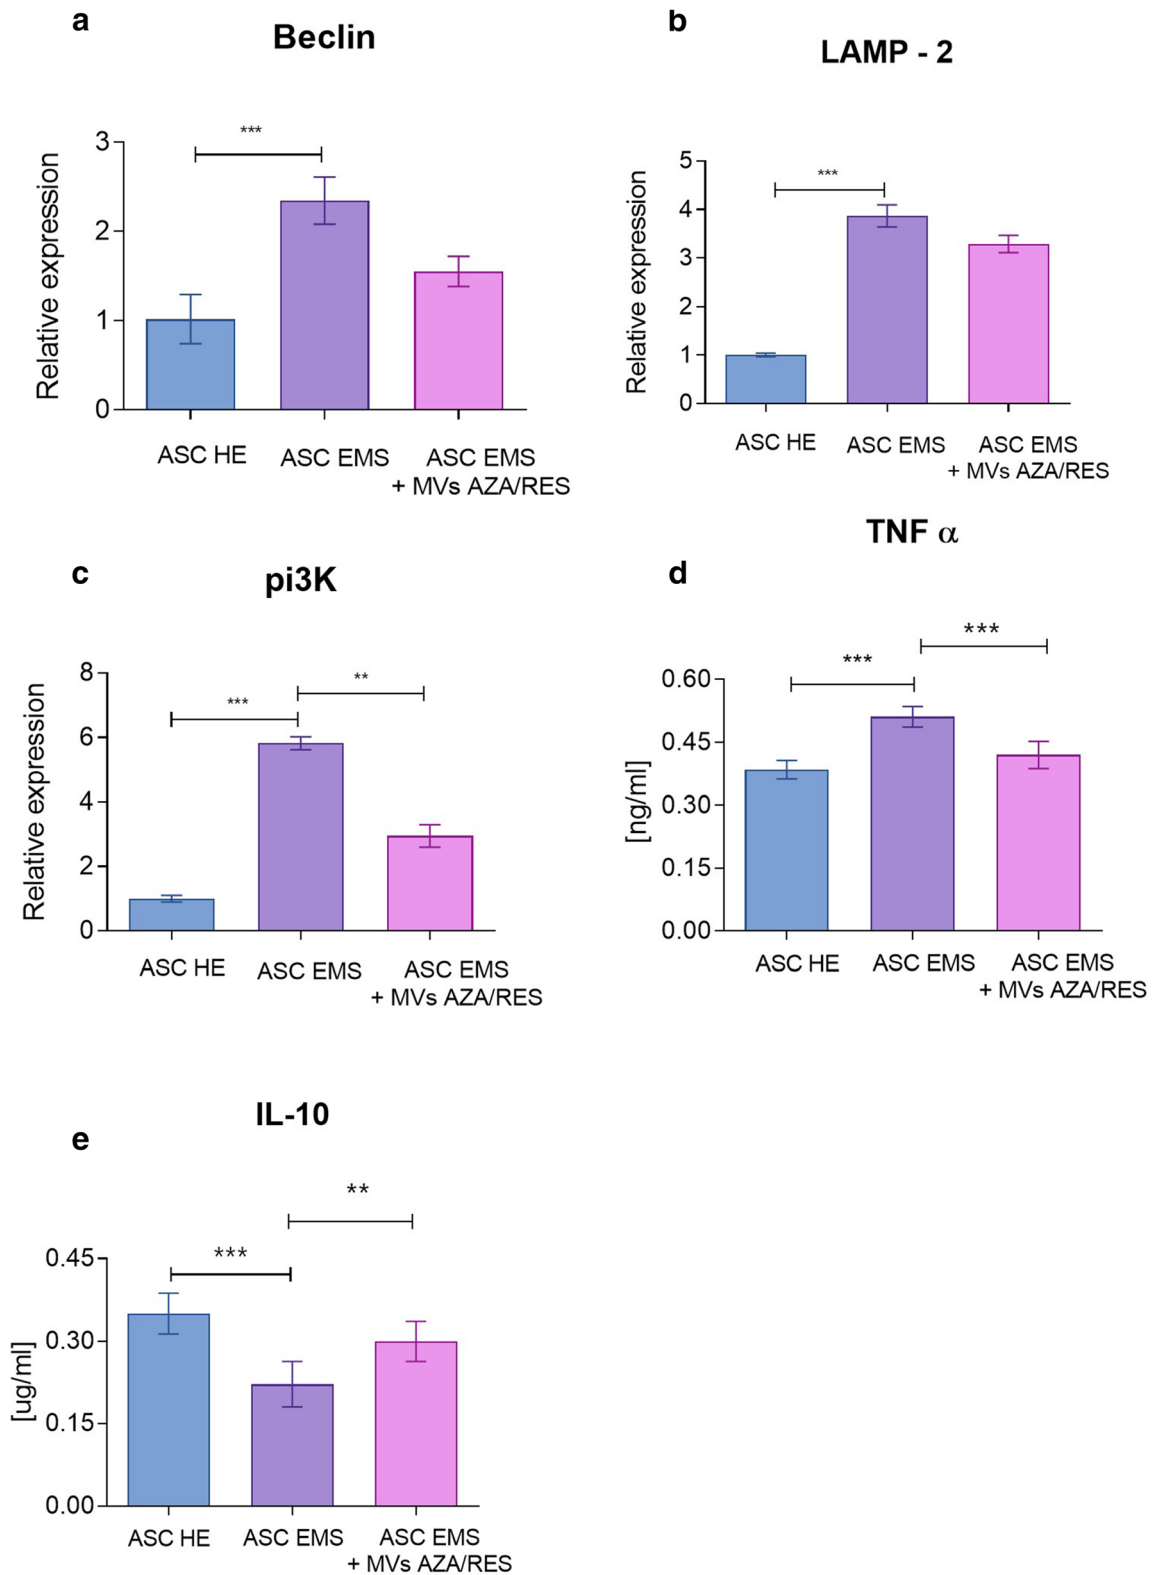 a
Beclin
***
3
2
1
0
Relative expression
ASC HE
ASC EMS
ASC EMS
+ MVs AZA/RES
b
LAMP - 2
***
5
4
3
2
1
0
Relative expression
ASC HE
ASC EMS
ASC EMS
+ MVs AZA/RES
c
pi3K
**
***
8
6
4
2
0
Relative expression
ASC HE
ASC EMS
ASC EMS
+ MVs AZA/RES
d
TNF α
***
***
0.60
0.45
0.30
0.15
0.00
[ng/ml]
ASC HE
ASC EMS
ASC EMS
+ MVs AZA/RES
e
IL-10
**
***
0.45
0.30
0.15
0.00
[ug/ml]
ASC HE
ASC EMS
ASC EMS
+ MVs AZA/RES